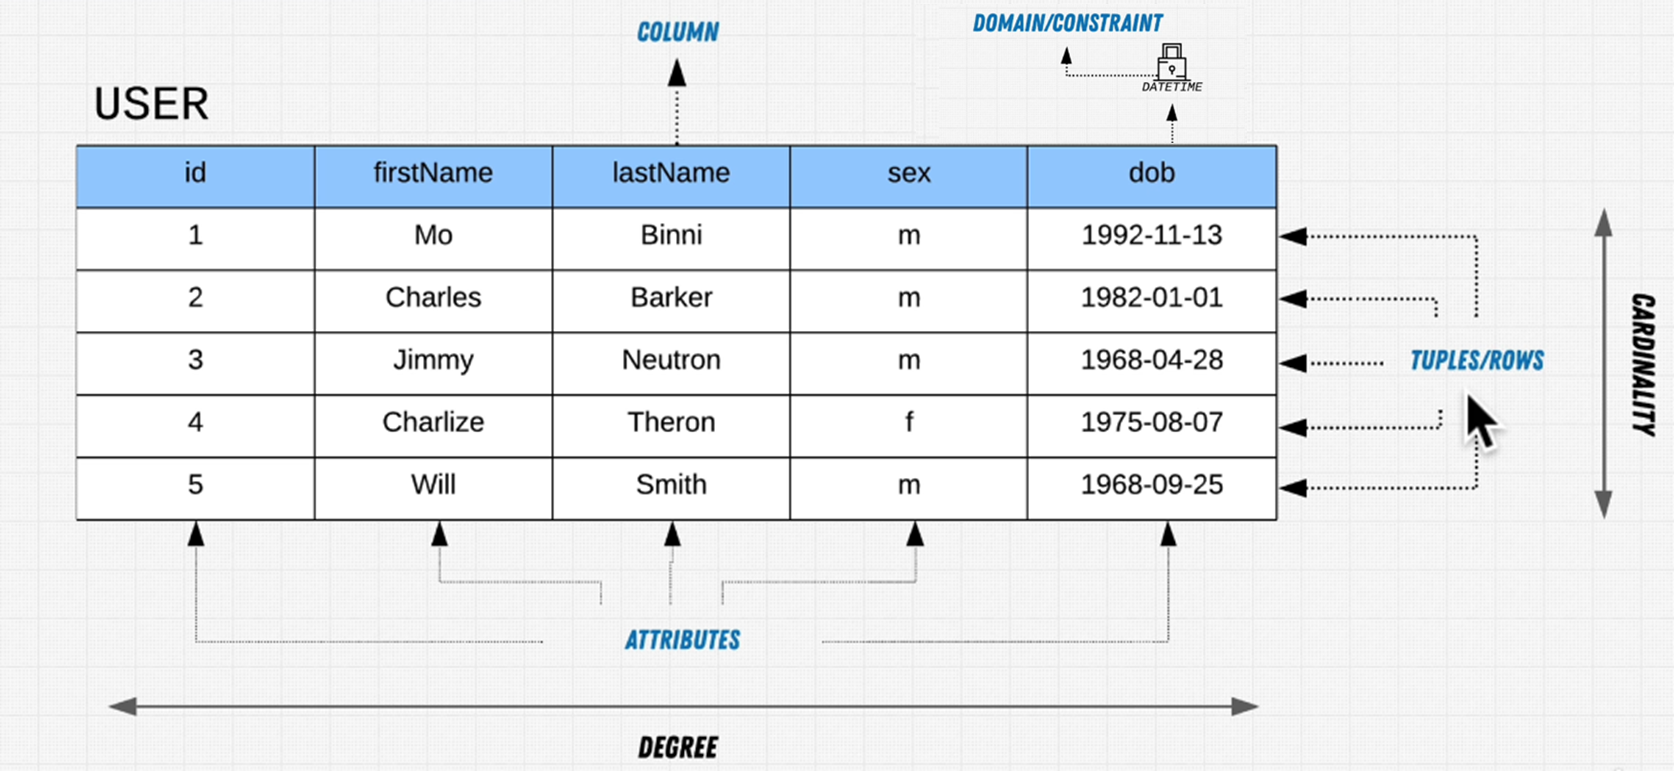 COLUMN
DOMAIN/CONSTRAINT
DATETIME
USER
id firstName lastName sex dob
1 Mo Binni m 1992-11-13
2 Charles Barker m 1982-01-01
3 Jimmy Neutron m 1968-04-28
4 Charlize Theron f 1975-08-07
5 Will Smith m 1968-09-25
TUPLES/ROWS
CARDINALITY
ATTRIBUTES
DEGREE